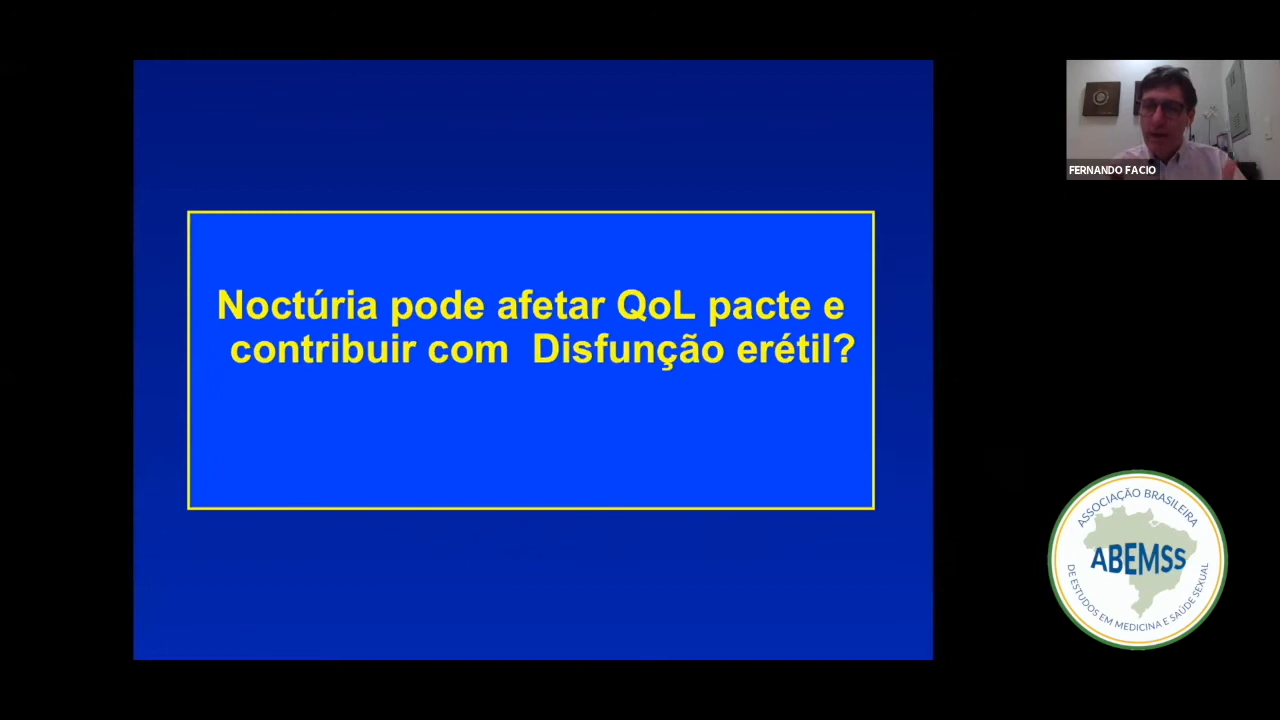 Noctúria pode afetar QoL pacte e
contribuir com Disfunção erétil?
FERNANDO FACIO
ASSOCIAÇÃO BRASILEIRA
ABEMSS
DE ESTUDOS EM MEDICINA E SAÚDE SEXUAL